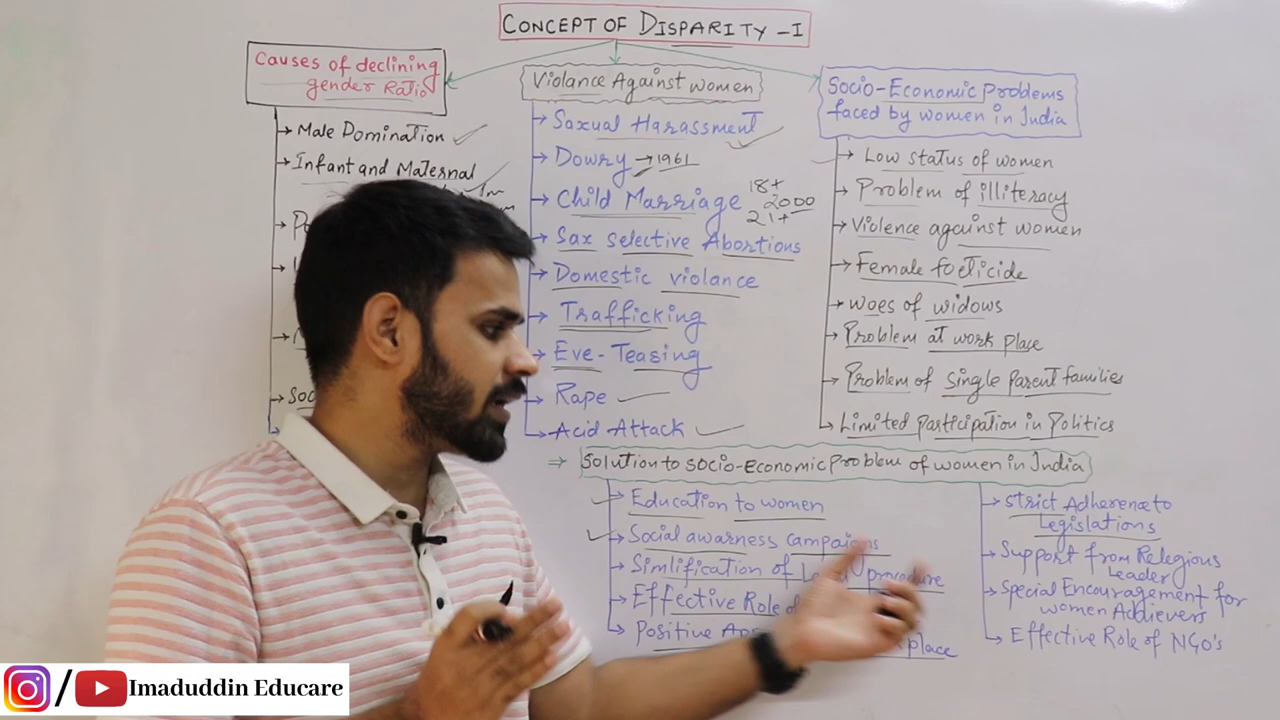 CONCEPT OF DISPARITY - I
Causes of declining
gender Ratio
→ Male Domination
→ Infant and Maternal
Violance Against women
→ Saxual Harassment
→ Dowry → 1961
→ Child Marriage
18+
2000
21+
→ Sax selective Abortions
→ Domestic violance
→ Trafficking
→ Eve-Teasing
→ Rape
→ Acid Attack
Socio-Economic Problems
faced by women in India
→ Low status of women
→ Problem of illiteracy
→ Violence against women
→ Female foeticide
→ woes of widows
→ Problem at work place
→ Problem of single parent families
→ Limited participation in Politics
⇒ Solution to socio-Economic Problem of women in India
→ Education to women
→ Social awarness campaigns
→ Simlification of procedure
→ Effective Role
→ Positive place
→ Strict Adherence to
Legislations
→ Support from Relegious
Leader
→ Special Encouragement for
women Achievers
→ Effective Role of NGO's
Imaduddin Educare